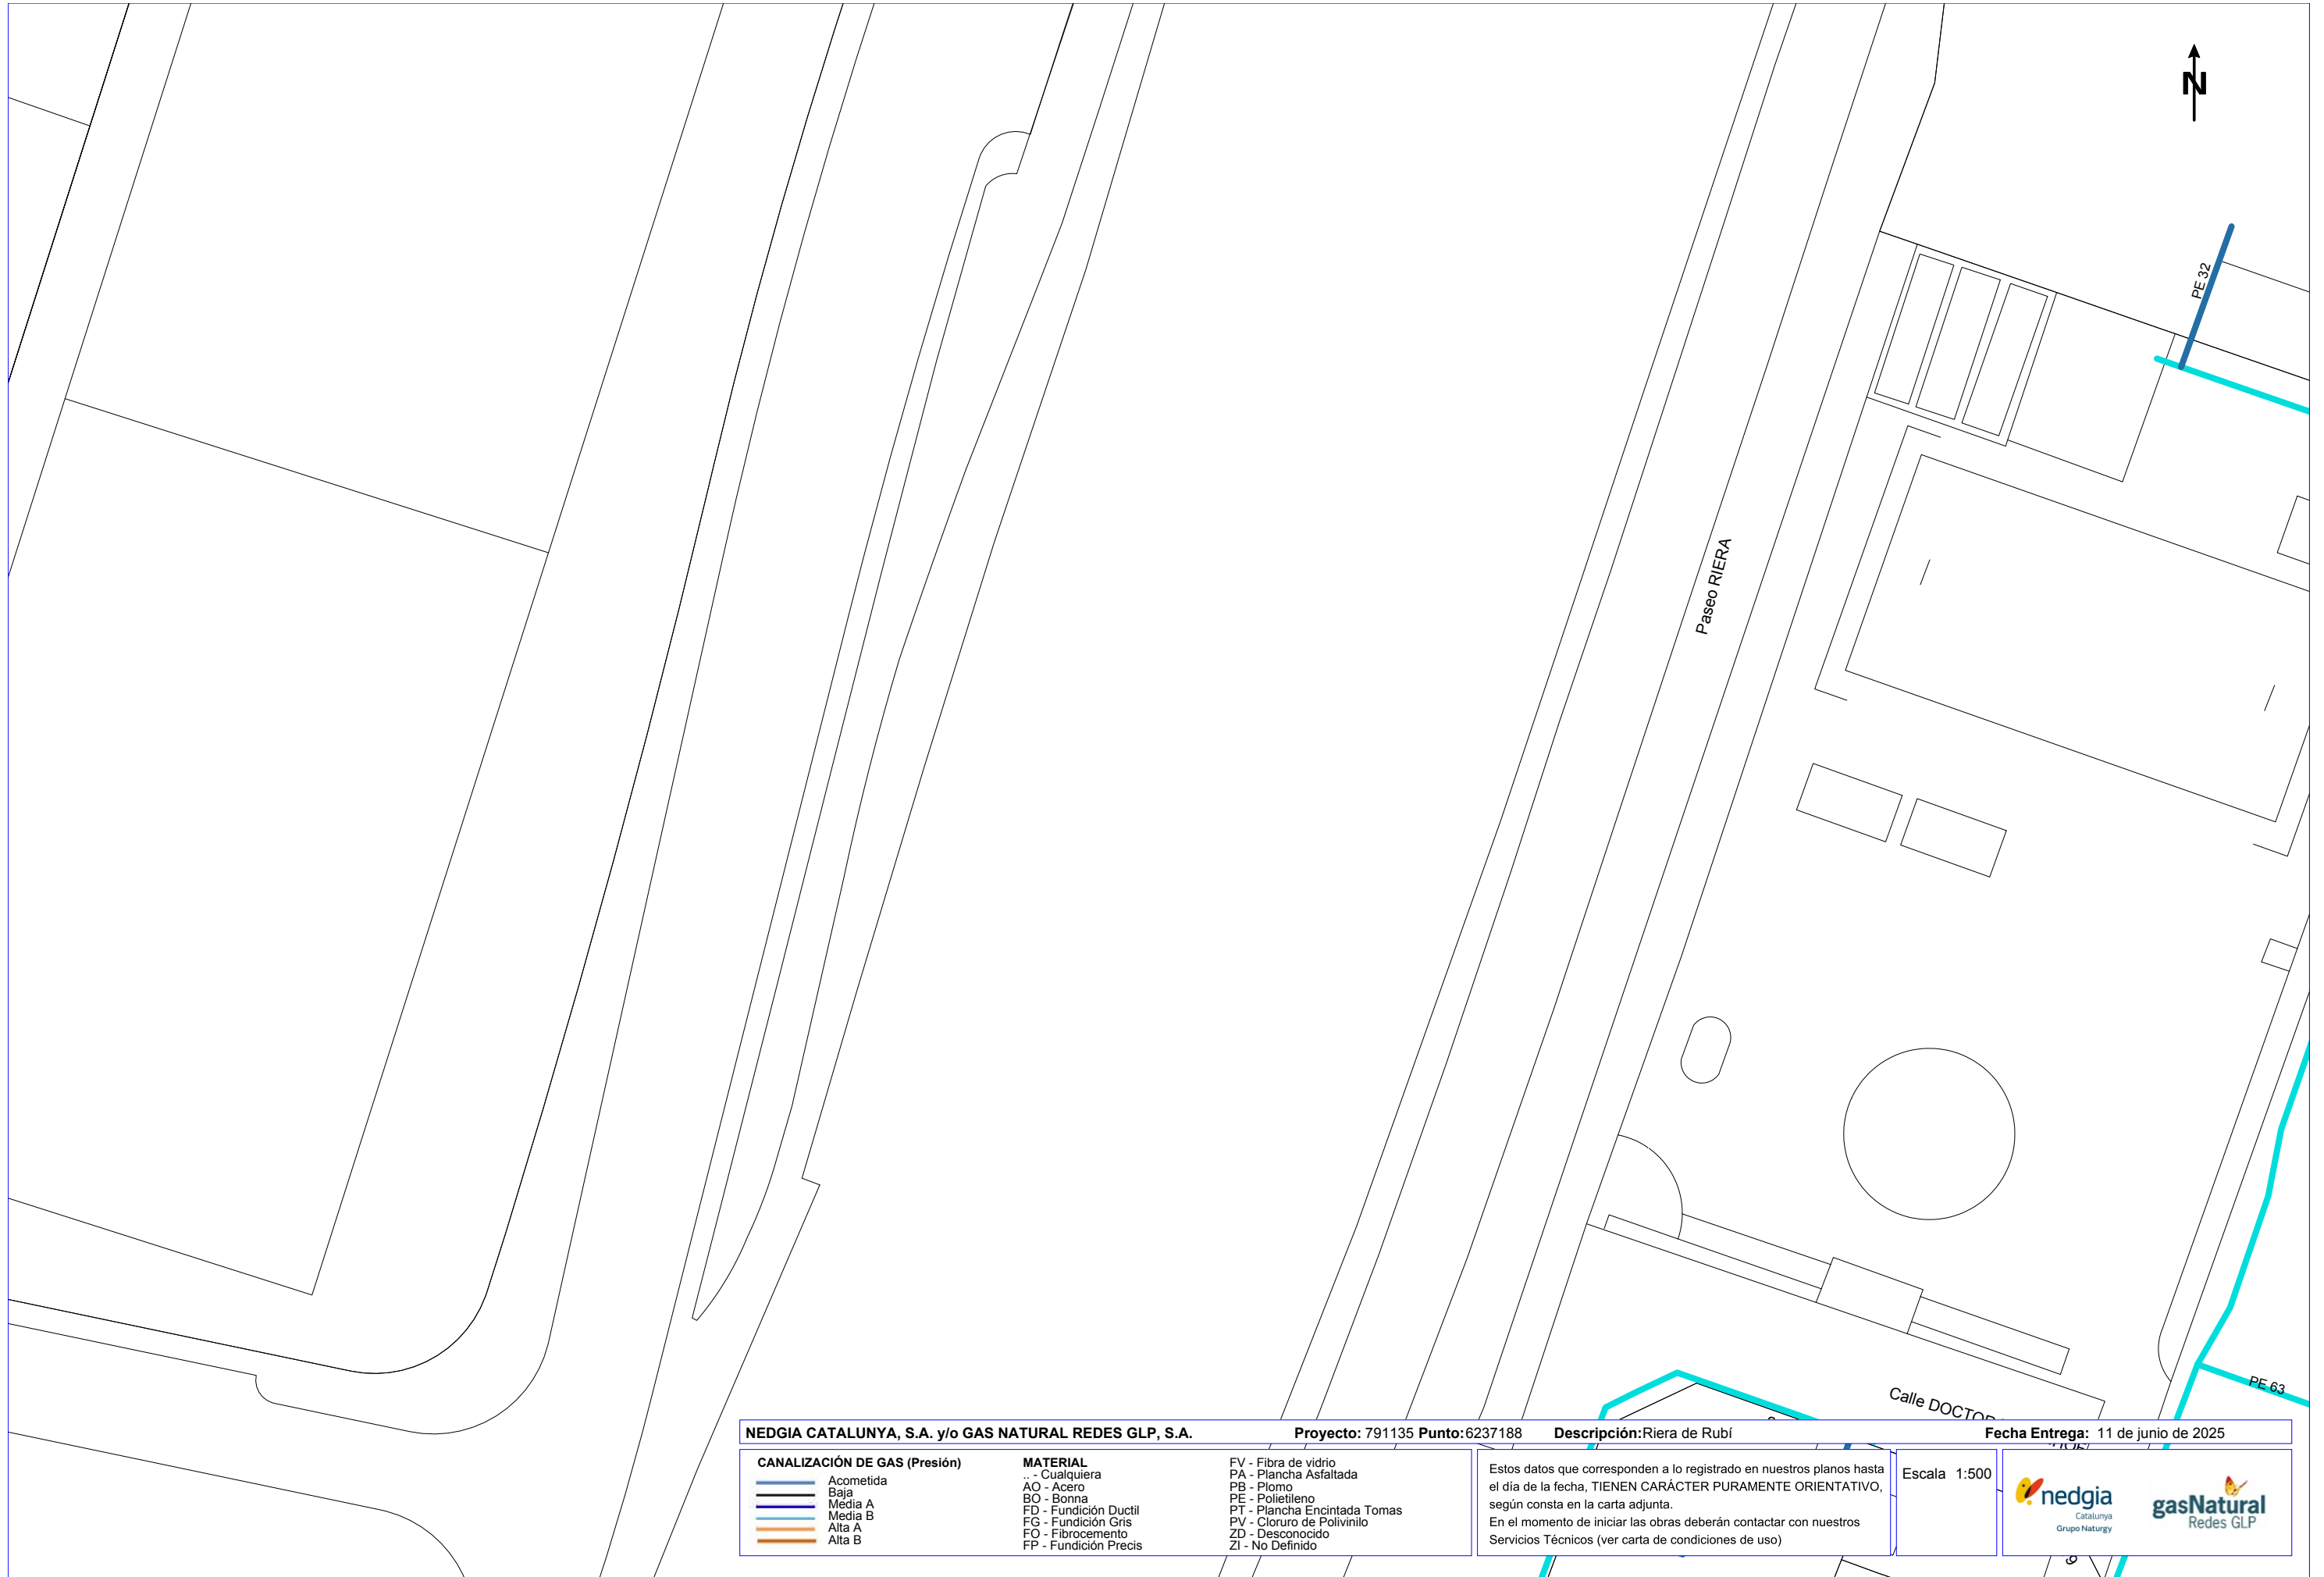 N
PE 32
Paseo RIERA
PE 63
Calle DOCTOR
NEDGIA CATALUNYA, S.A. y/o GAS NATURAL REDES GLP, S.A. Proyecto: 791135 Punto:6237188 Descripción:Riera de Rubí Fecha Entrega: 11 de junio de 2025
CANALIZACIÓN DE GAS (Presión)
Acometida
Baja
Media A
Media B
Alta A
Alta B
MATERIAL
.. - Cualquiera
AO - Acero
BO - Bonna
FD - Fundición Ductil
FG - Fundición Gris
FO - Fibrocemento
FP - Fundición Precis
FV - Fibra de vidrio
PA - Plancha Asfaltada
PB - Plomo
PE - Polietileno
PT - Plancha Encintada Tomas
PV - Cloruro de Polivinilo
ZD - Desconocido
ZI - No Definido
Estos datos que corresponden a lo registrado en nuestros planos hasta
el día de la fecha, TIENEN CARÁCTER PURAMENTE ORIENTATIVO,
según consta en la carta adjunta.
En el momento de iniciar las obras deberán contactar con nuestros
Servicios Técnicos (ver carta de condiciones de uso)
Escala 1:500
nedgia
Catalunya
Grupo Naturgy
gasNatural
Redes GLP